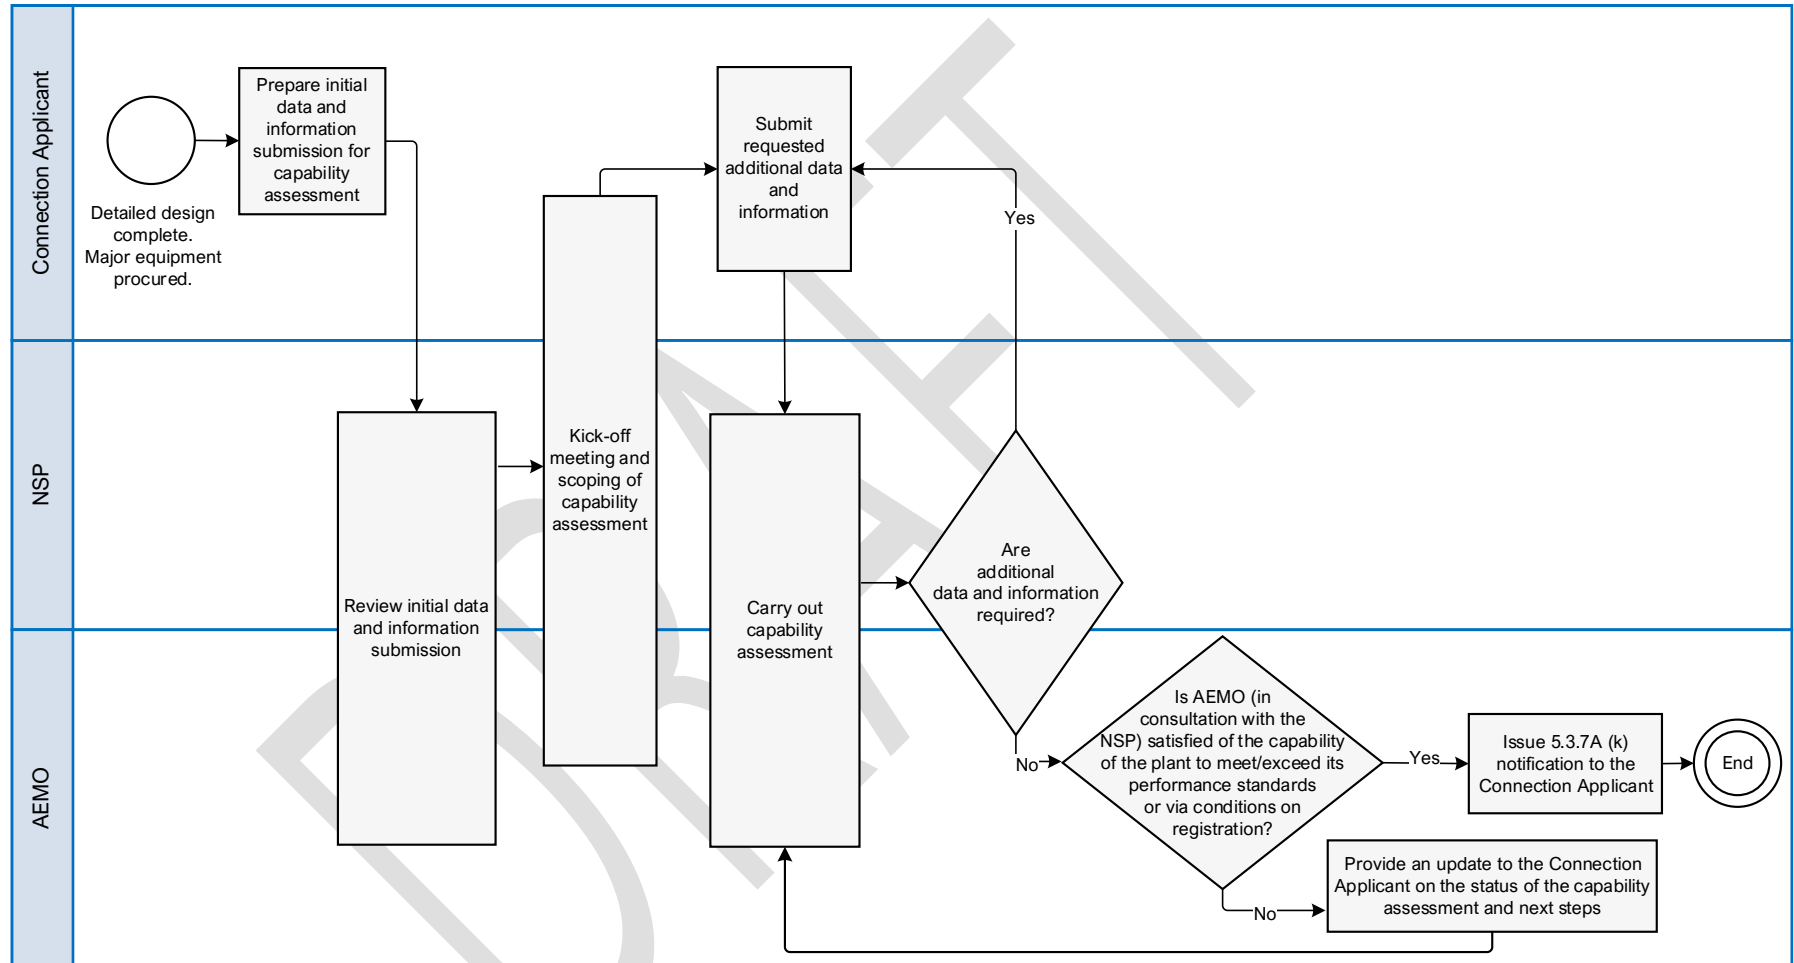 Connection Applicant
Detailed design
complete.
Major equipment
procured.
Prepare initial
data and
information
submission for
capability
assessment
Submit
requested
additional data
and
information
Yes
NSP
Review initial data
and information
submission
Kick-off
meeting and
scoping of
capability
assessment
Carry out
capability
assessment
Are
additional
data and information
required?
No
AEMO
Is AEMO (in
consultation with the
NSP) satisfied of the capability
of the plant to meet/exceed its
performance standards
or via conditions on
registration?
Yes
Issue 5.3.7A (k)
notification to the
Connection Applicant
End
No
Provide an update to the Connection
Applicant on the status of the capability
assessment and next steps
DRAFT